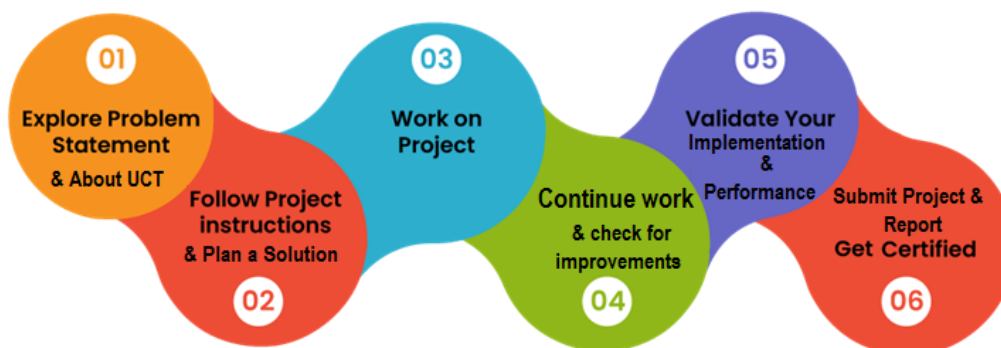 01
Explore Problem
Statement
& About UCT
Follow Project
instructions
& Plan a Solution
02
03
Work on
Project
Continue work
& check for
improvements
04
05
Validate Your
Implementation
&
Performance
Submit Project &
Report
Get Certified
06